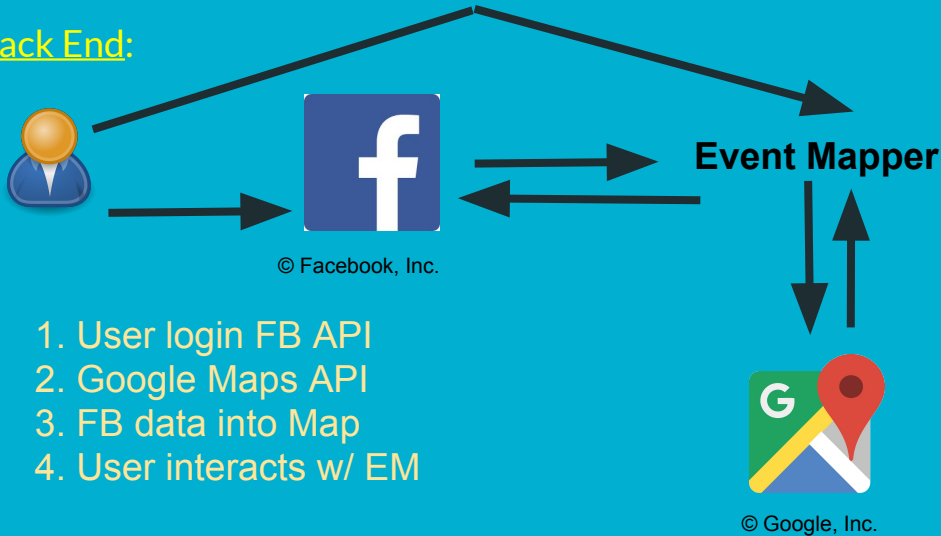 ack End:
f
Event Mapper
© Facebook, Inc.
1. User login FB API
2. Google Maps API
3. FB data into Map
4. User interacts w/ EM
G
© Google, Inc.